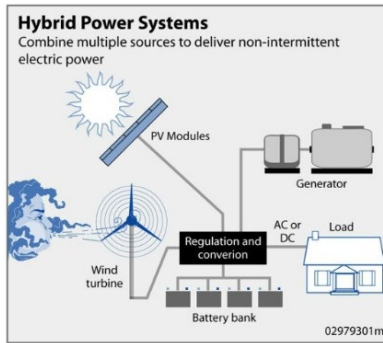 Hybrid Power Systems
Combine multiple sources to deliver non-intermittent
electric power
PV Modules
Generator
Regulation and
converion
AC or
DC
Load
Wind
turbine
Battery bank
02979301m